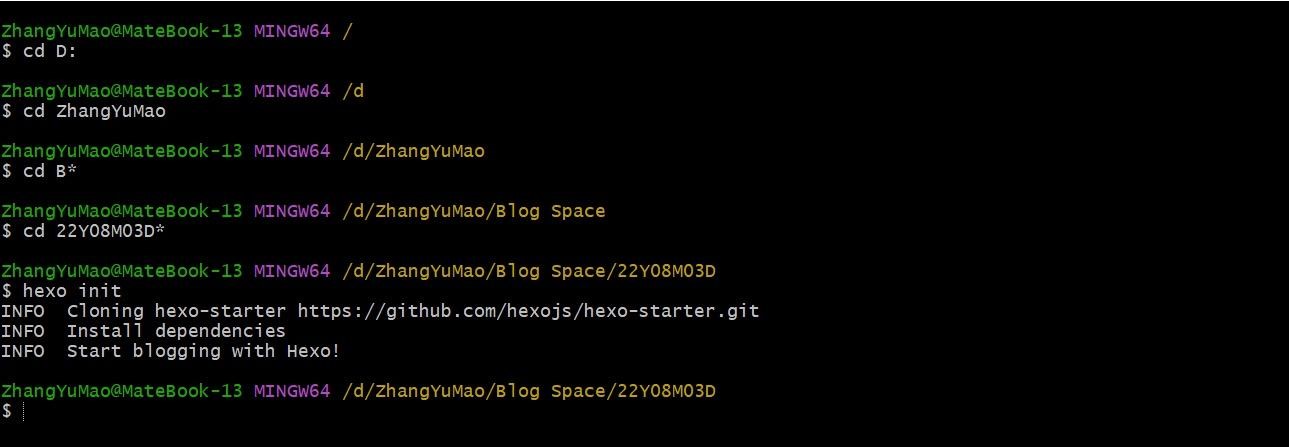 ZhangYuMao@MateBook-13 MINGW64 /
$ cd D:
ZhangYuMao@MateBook-13 MINGW64 /d
$ cd ZhangYuMao
ZhangYuMao@MateBook-13 MINGW64 /d/ZhangYuMao
$ cd B*
ZhangYuMao@MateBook-13 MINGW64 /d/ZhangYuMao/Blog Space
$ cd 22Y08M03D*
ZhangYuMao@MateBook-13 MINGW64 /d/ZhangYuMao/Blog Space/22Y08M03D
$ hexo init
INFO  Cloning hexo-starter https://github.com/hexojs/hexo-starter.git
INFO  Install dependencies
INFO  Start blogging with Hexo!
ZhangYuMao@MateBook-13 MINGW64 /d/ZhangYuMao/Blog Space/22Y08M03D
$